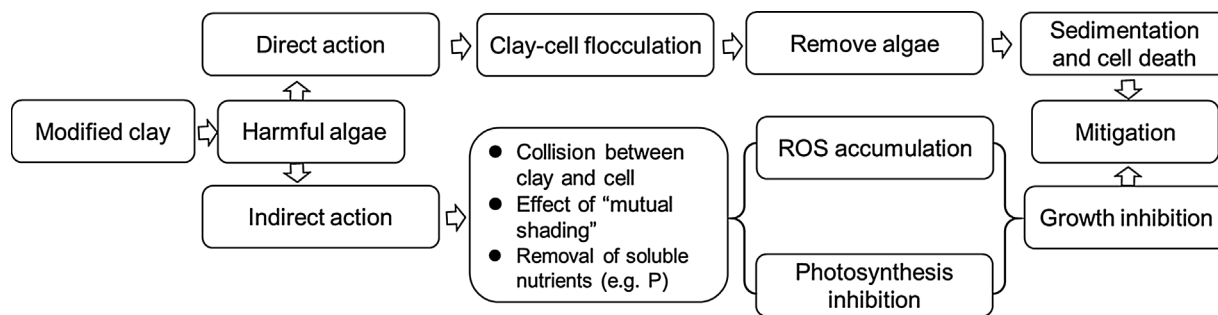 Direct action
Clay-cell flocculation
Remove algae
Sedimentation
and cell death
Modified clay
Harmful algae
Mitigation
Indirect action
● Collision between
clay and cell
● Effect of “mutual
shading”
● Removal of soluble
nutrients (e.g. P)
ROS accumulation
Photosynthesis
inhibition
Growth inhibition